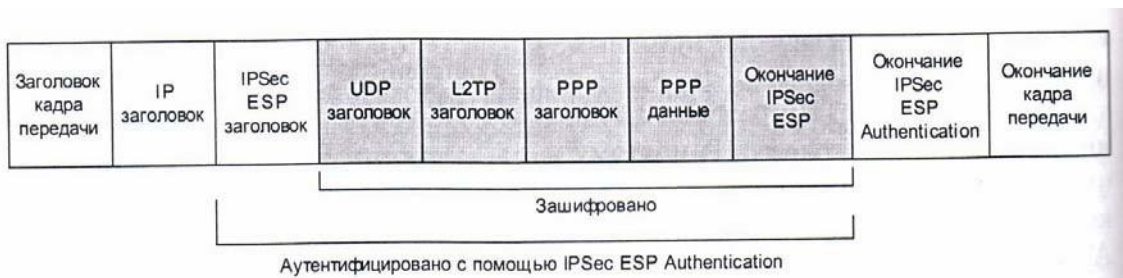 Заголовок
кадра
передачи
IP
заголовок
IPSec
ESP
заголовок
UDP
заголовок
L2TP
заголовок
PPP
заголовок
PPP
данные
Окончание
IPSec
ESP
Окончание
IPSec
ESP
Authentication
Окончание
кадра
передачи
Зашифровано
Аутентифицировано с помощью IPSec ESP Authentication